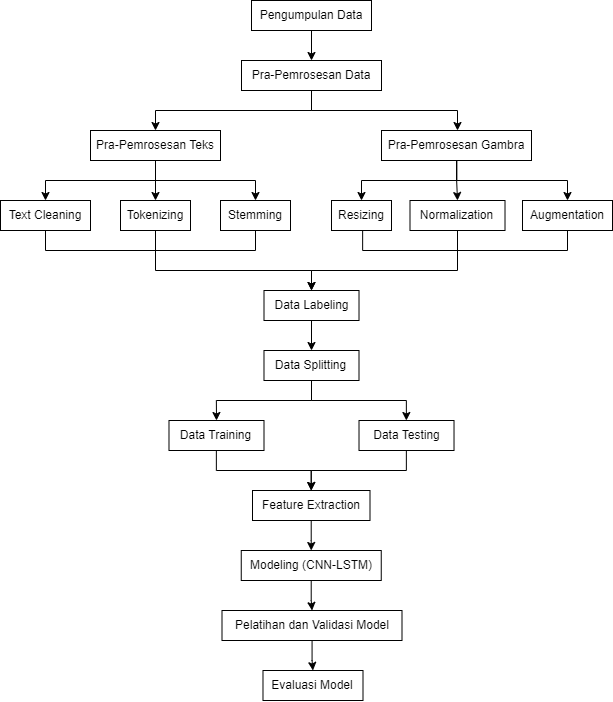 Pengumpulan Data
Pra-Pemrosesan Data
Pra-Pemrosesan Teks
Pra-Pemrosesan Gambra
Text Cleaning
Tokenizing
Stemming
Resizing
Normalization
Augmentation
Data Labeling
Data Splitting
Data Training
Data Testing
Feature Extraction
Modeling (CNN-LSTM)
Pelatihan dan Validasi Model
Evaluasi Model